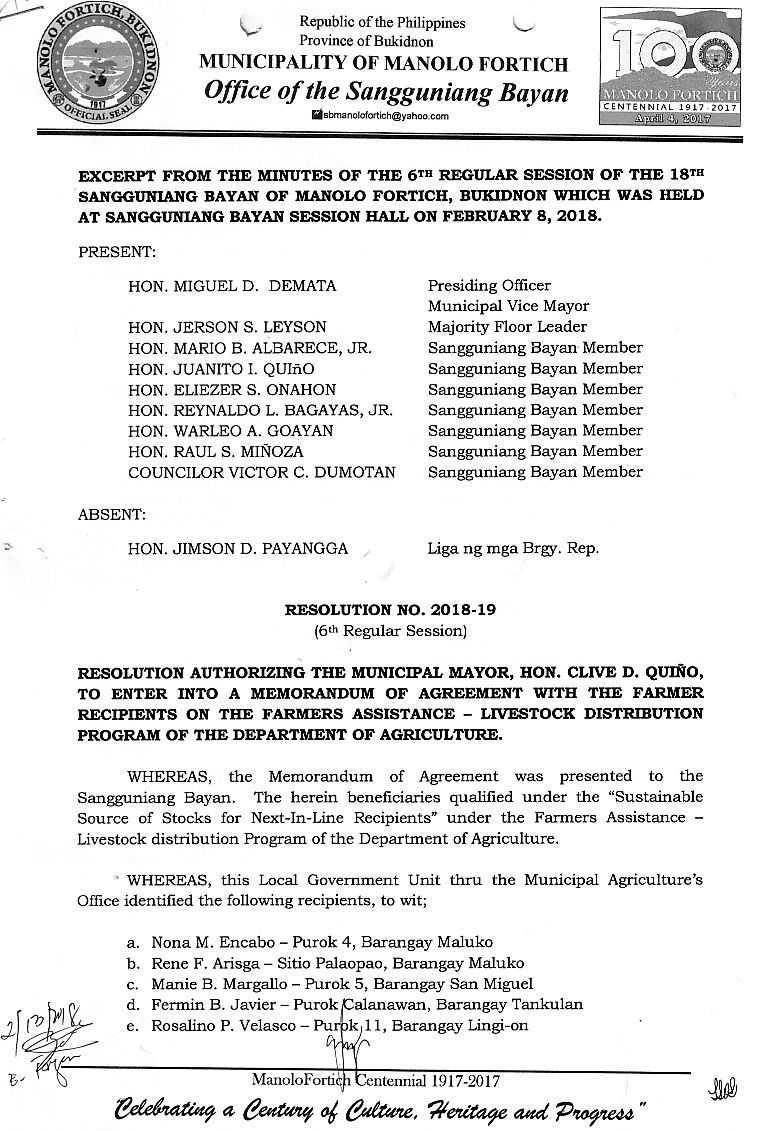 Republic of the Philippines
Province of Bukidnon
MUNICIPALITY OF MANOLO FORTICH
Office of the Sangguniang Bayan
sbmanolofortich@yahoo.com
MANOLO FORTICH, BUKIDNON
1917
OFFICIAL SEAL
100
Years
MANOLO FORTICH
CENTENNIAL 1917-2017
April 4, 2017
EXCERPT FROM THE MINUTES OF THE 6TH REGULAR SESSION OF THE 18TH
SANGGUNIANG BAYAN OF MANOLO FORTICH, BUKIDNON WHICH WAS HELD
AT SANGGUNIANG BAYAN SESSION HALL ON FEBRUARY 8, 2018.
PRESENT:
HON. MIGUEL D. DEMATA Presiding Officer
Municipal Vice Mayor
HON. JERSON S. LEYSON Majority Floor Leader
HON. MARIO B. ALBARECE, JR. Sangguniang Bayan Member
HON. JUANITO I. QUIñO Sangguniang Bayan Member
HON. ELIEZER S. ONAHON Sangguniang Bayan Member
HON. REYNALDO L. BAGAYAS, JR. Sangguniang Bayan Member
HON. WARLEO A. GOAYAN Sangguniang Bayan Member
HON. RAUL S. MIÑOZA Sangguniang Bayan Member
COUNCILOR VICTOR C. DUMOTAN Sangguniang Bayan Member
ABSENT:
HON. JIMSON D. PAYANGGA Liga ng mga Brgy. Rep.
RESOLUTION NO. 2018-19
(6th Regular Session)
RESOLUTION AUTHORIZING THE MUNICIPAL MAYOR, HON. CLIVE D. QUIÑO,
TO ENTER INTO A MEMORANDUM OF AGREEMENT WITH THE FARMER
RECIPIENTS ON THE FARMERS ASSISTANCE – LIVESTOCK DISTRIBUTION
PROGRAM OF THE DEPARTMENT OF AGRICULTURE.
WHEREAS, the Memorandum of Agreement was presented to the
Sangguniang Bayan. The herein beneficiaries qualified under the “Sustainable
Source of Stocks for Next-In-Line Recipients” under the Farmers Assistance –
Livestock distribution Program of the Department of Agriculture.
WHEREAS, this Local Government Unit thru the Municipal Agriculture’s
Office identified the following recipients, to wit;
a. Nona M. Encabo – Purok 4, Barangay Maluko
b. Rene F. Arisga – Sitio Palaopao, Barangay Maluko
c. Manie B. Margallo – Purok 5, Barangay San Miguel
d. Fermin B. Javier – Purok Calanawan, Barangay Tankulan
e. Rosalino P. Velasco – Purok 11, Barangay Lingi-on
ManoloFortich Centennial 1917-2017
"Celebrating a Century of Culture, Heritage and Progress"